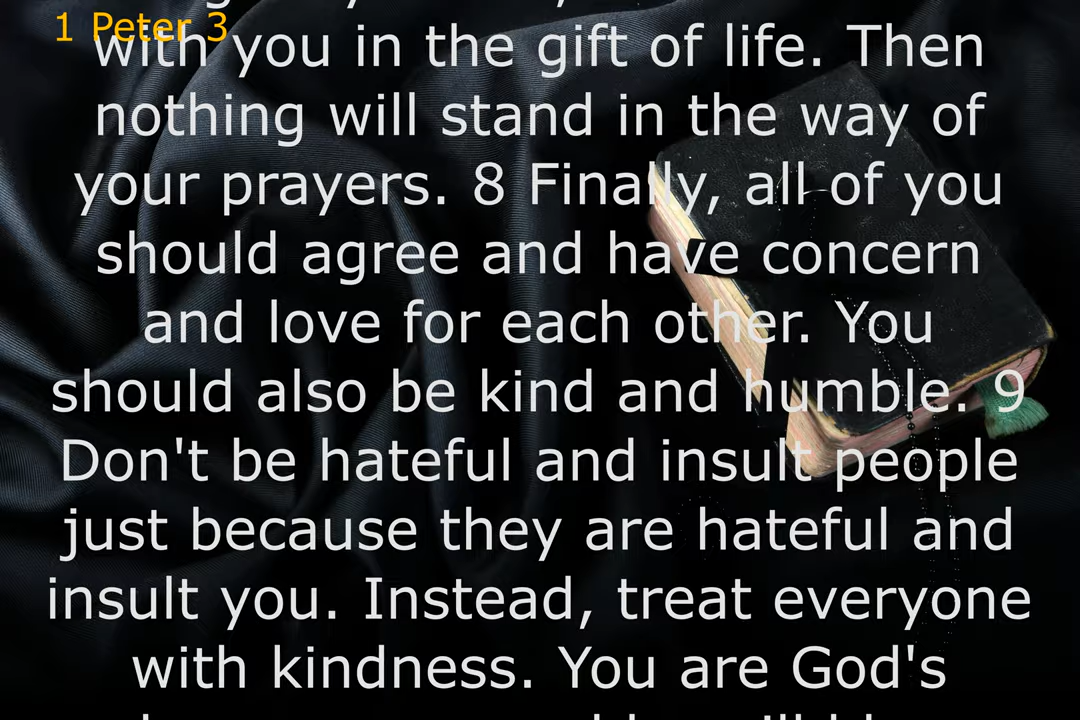 1 Peter 3
with you in the gift of life. Then
nothing will stand in the way of
your prayers. 8 Finally, all of you
should agree and have concern
and love for each other. You
should also be kind and humble. 9
Don't be hateful and insult people
just because they are hateful and
insult you. Instead, treat everyone
with kindness. You are God's